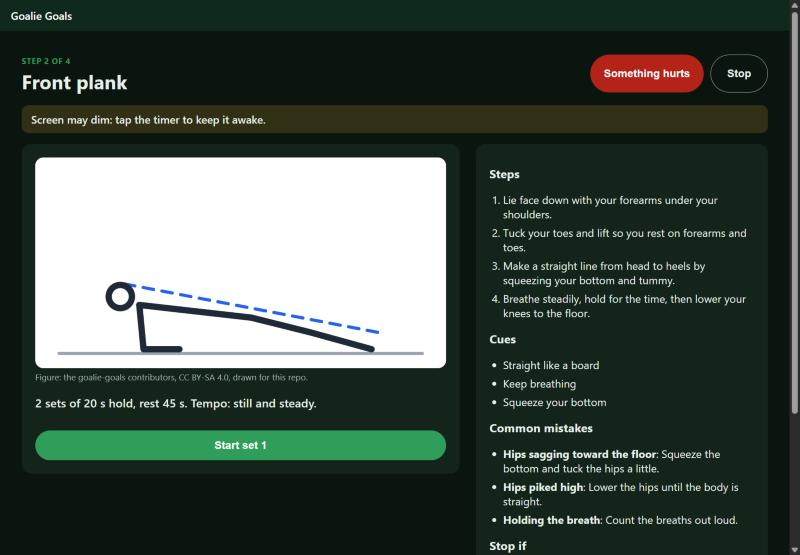 Goalie Goals
STEP 2 OF 4
Front plank
Something hurts
Stop
Screen may dim: tap the timer to keep it awake.
Figure: the goalie-goals contributors, CC BY-SA 4.0, drawn for this repo.
2 sets of 20 s hold, rest 45 s. Tempo: still and steady.
Start set 1
Steps
1. Lie face down with your forearms under your
shoulders.
2. Tuck your toes and lift so you rest on forearms and
toes.
3. Make a straight line from head to heels by
squeezing your bottom and tummy.
4. Breathe steadily, hold for the time, then lower your
knees to the floor.
Cues
• Straight like a board
• Keep breathing
• Squeeze your bottom
Common mistakes
• Hips sagging toward the floor: Squeeze the
bottom and tuck the hips a little.
• Hips piked high: Lower the hips until the body is
straight.
• Holding the breath: Count the breaths out loud.
Stop if